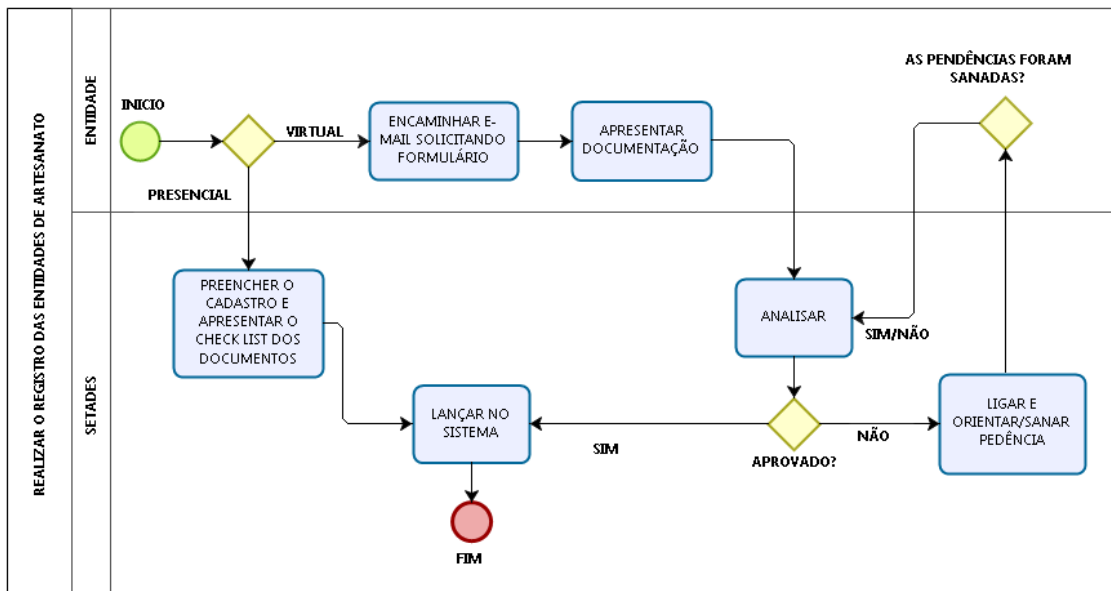 REALIZAR O REGISTRO DAS ENTIDADES DE ARTESANATO
ENTIDADE
INICIO
VIRTUAL
PRESENCIAL
ENCAMINHAR E-
MAIL SOLICITANDO
FORMULÁRIO
APRESENTAR
DOCUMENTAÇÃO
AS PENDÊNCIAS FORAM
SANADAS?
SETADES
PREENCHER O
CADASTRO E
APRESENTAR O
CHECK LIST DOS
DOCUMENTOS
LANÇAR NO
SISTEMA
FIM
SIM
ANALISAR
SIM/NÃO
APROVADO?
NÃO
LIGAR E
ORIENTAR/SANAR
PEDÊNCIA